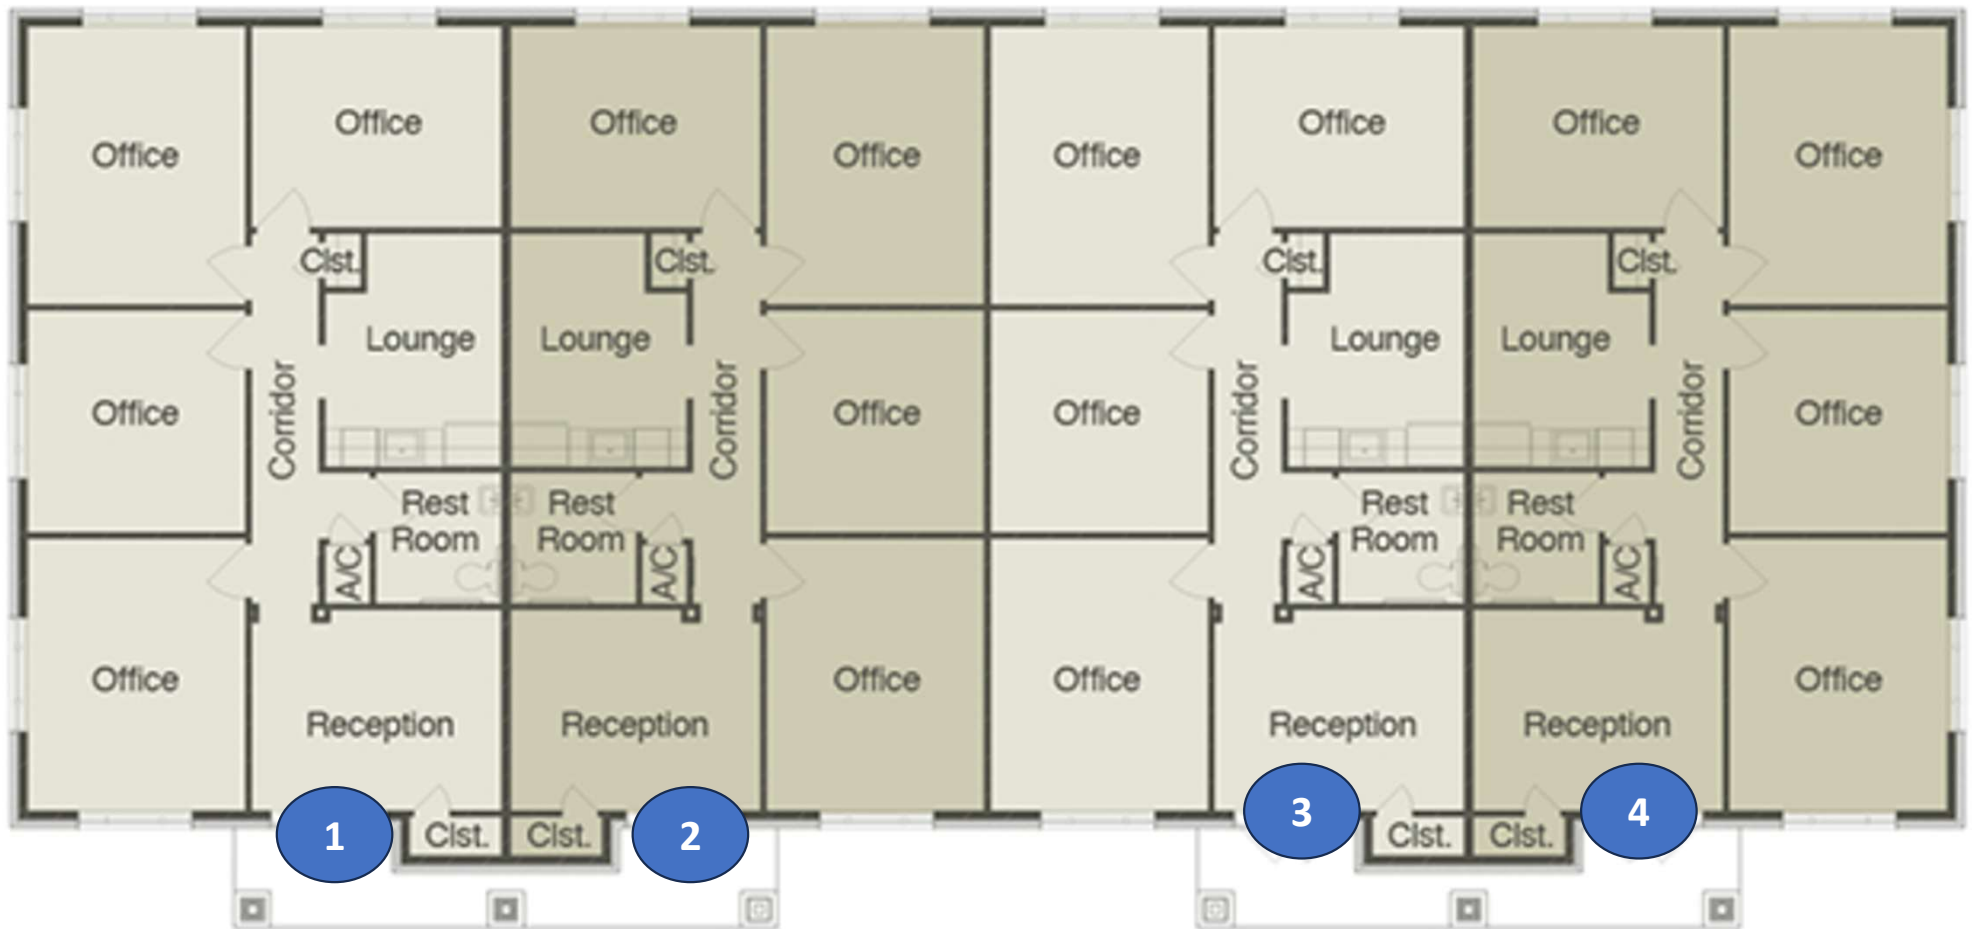 Office
Office
Office
Office
Office
Office
Office
Office
Clst.
Clst.
Clst.
Clst.
Lounge
Lounge
Lounge
Lounge
Office
Corridor
Corridor
Office
Office
Corridor
Corridor
Office
Rest
Room
Rest
Room
Rest
Room
Rest
Room
A/C
A/C
A/C
A/C
Office
Reception
Reception
Office
Office
Reception
Reception
Office
1
Clst.
Clst.
2
3
Clst.
Clst.
4